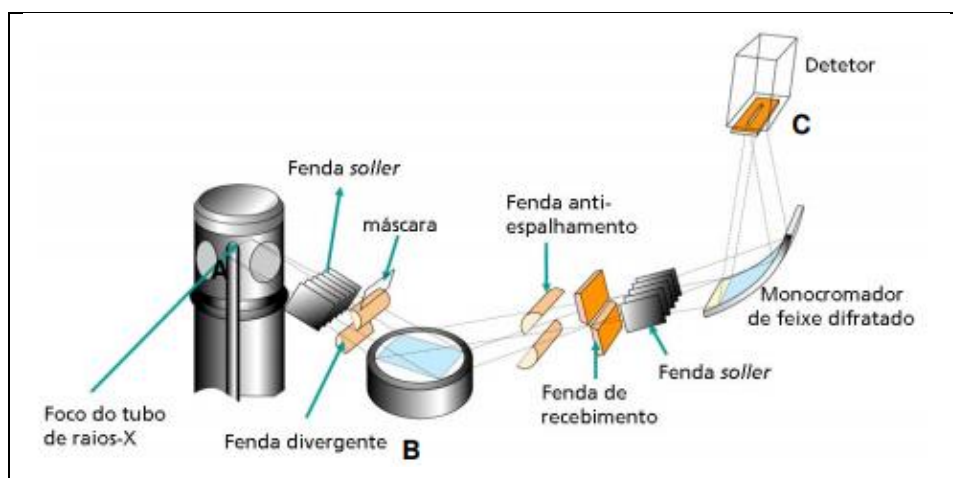 Detetor
C
Fenda soller
máscara
Fenda anti-
espalhamento
A
Monocromador
de feixe difratado
Fenda soller
Foco do tubo
de raios-X
Fenda divergente
B
Fenda de
recebimento